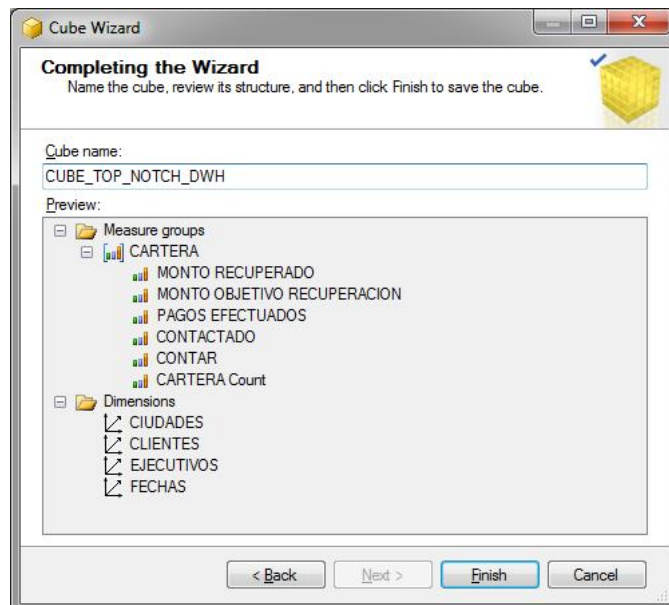 Cube Wizard
Completing the Wizard
Name the cube, review its structure, and then click Finish to save the cube.
Cube name:
CUBE_TOP_NOTCH_DWH
Preview:
Measure groups
CARTERA
MONTO RECUPERADO
MONTO OBJETIVO RECUPERACION
PAGOS EFECTUADOS
CONTACTADO
CONTAR
CARTERA Count
Dimensions
CIUDADES
CLIENTES
EJECUTIVOS
FECHAS
< Back Next > Finish Cancel